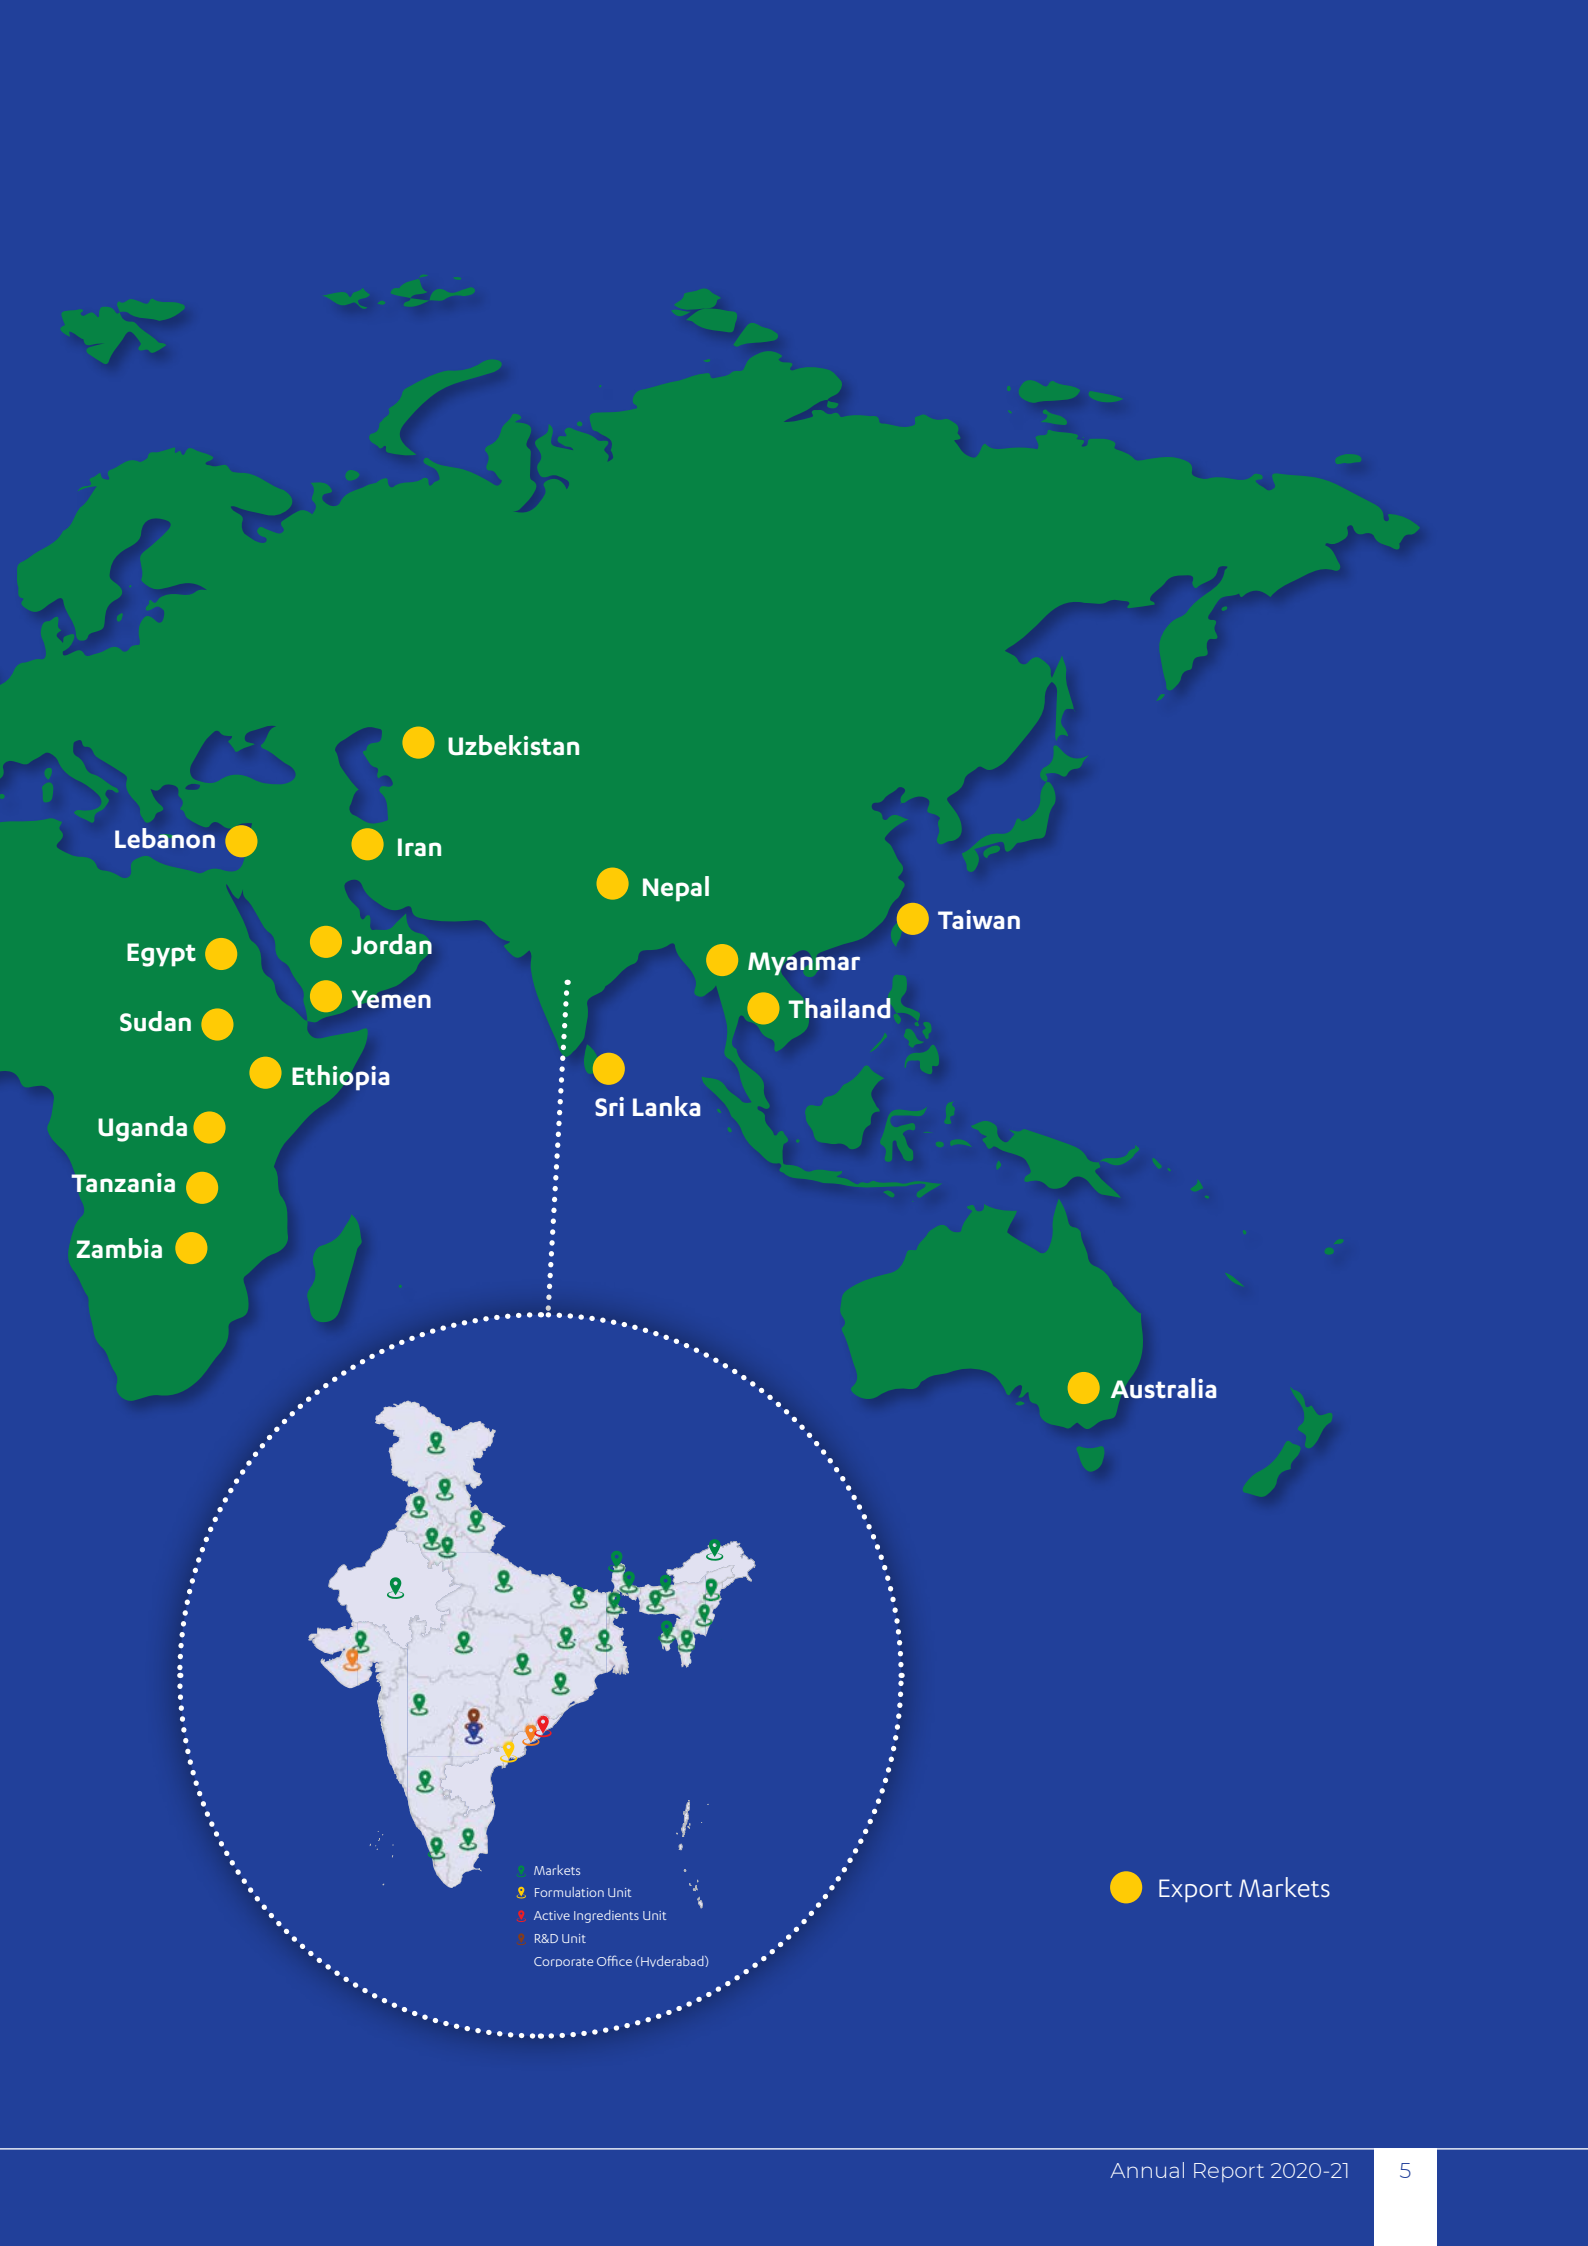 Uzbekistan
Lebanon
Iran
Nepal
Taiwan
Egypt
Jordan
Myanmar
Yemen
Thailand
Sudan
Ethiopia
Sri Lanka
Uganda
Tanzania
Zambia
Australia
Markets
Formulation Unit
Active Ingredients Unit
R&D Unit
Corporate Office (Hyderabad)
Export Markets
Annual Report 2020-21 5